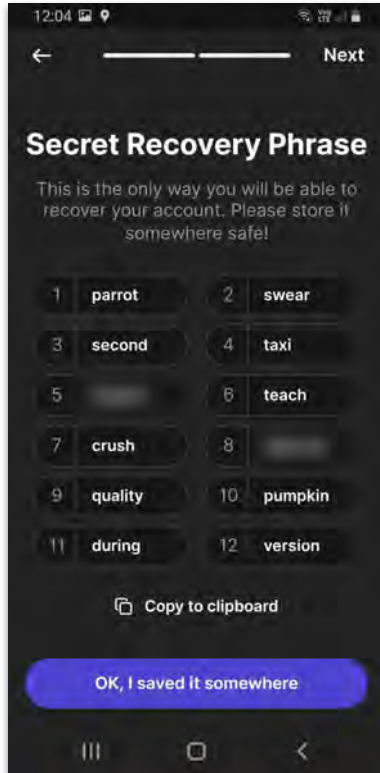 12:04
Next
Secret Recovery Phrase
This is the only way you will be able to
recover your account. Please store it
somewhere safe!
1 parrot 2 swear
3 second 4 taxi
5 6 teach
7 crush 8
9 quality 10 pumpkin
11 during 12 version
Copy to clipboard
OK, I saved it somewhere